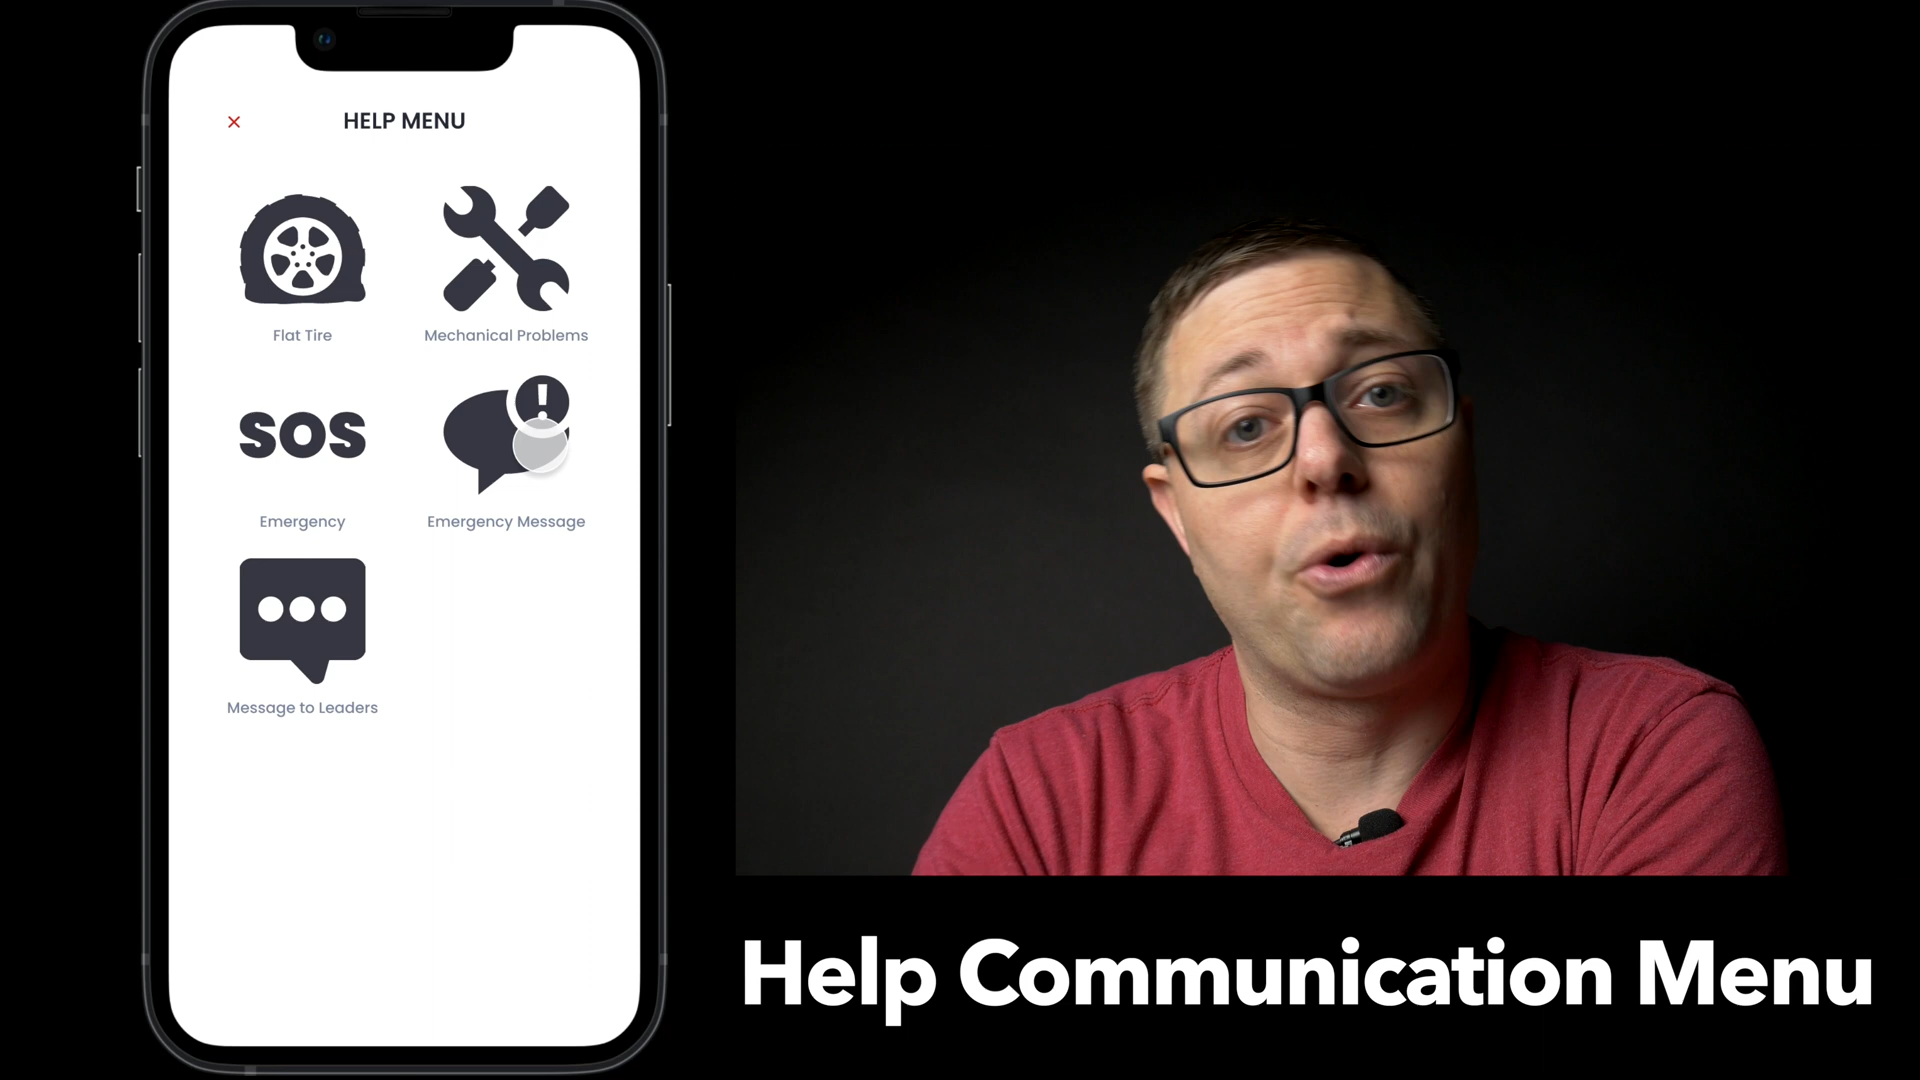 HELP MENU
Flat Tire
Mechanical Problems
SOS
Emergency
Emergency Message
Message to Leaders
Help Communication Menu